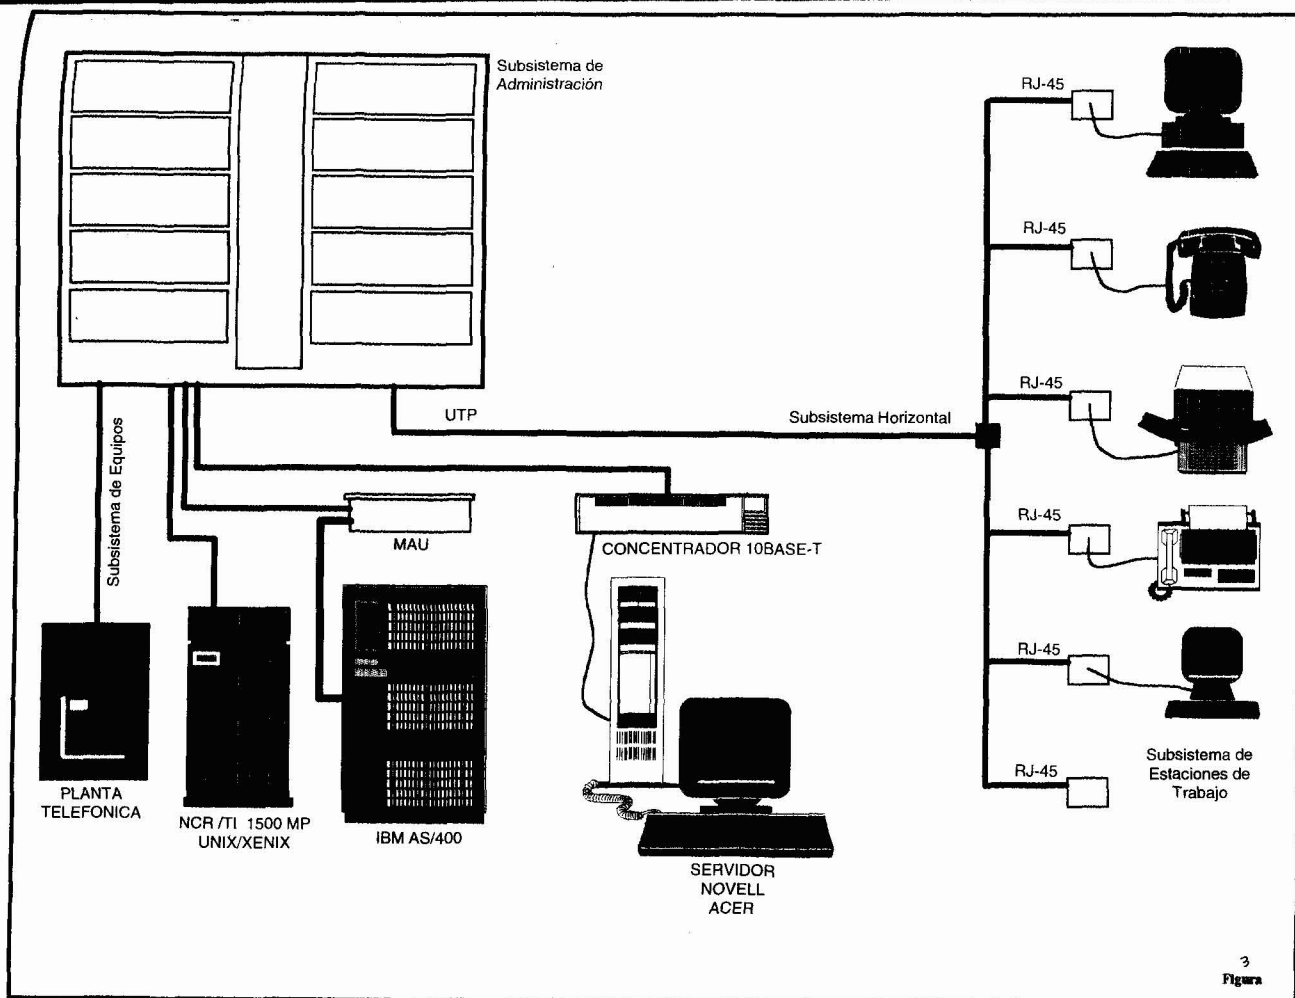 Subsistema de
Administración
RJ-45
RJ-45
RJ-45
UTP
Subsistema Horizontal
Subsistema de Equipos
MAU
CONCENTRADOR 10BASE-T
RJ-45
RJ-45
Subsistema de
Estaciones de
Trabajo
RJ-45
PLANTA
TELEFONICA
NCR /TI 1500 MP
UNIX/XENIX
IBM AS/400
SERVIDOR
NOVELL
ACER
3
Figura